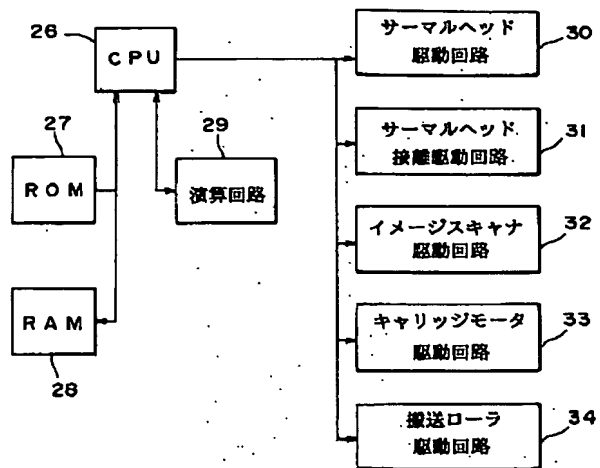 26
CPU
27
ROM
29
演算回路
RAM
28
サーマルヘッド
駆動回路
30
サーマルヘッド
接離駆動回路
31
イメージスキャナ
駆動回路
32
キャリッジモータ
駆動回路
33
搬送ローラ
駆動回路
34